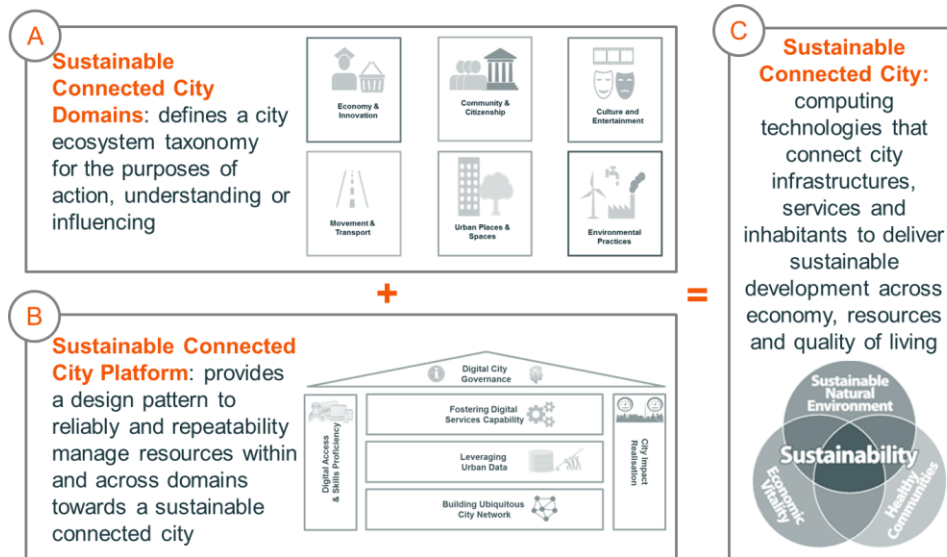 A
Sustainable
Connected City
Domains: defines a city
ecosystem taxonomy
for the purposes of
action, understanding or
influencing
Economy &
Innovation
Community &
Citizenship
Culture and
Entertainment
Movement &
Transport
Urban Places &
Spaces
Environmental
Practices
+
B
Sustainable Connected
City Platform: provides
a design pattern to
reliably and repeatability
manage resources within
and across domains
towards a sustainable
connected city
Digital City
Governance
Digital Access
& Skills Proficiency
Fostering Digital
Services Capability
Leveraging
Urban Data
Building Ubiquitous
City Network
City Impact
Realisation
=
C
Sustainable
Connected City:
computing
technologies that
connect city
infrastructures,
services and
inhabitants to deliver
sustainable
development across
economy, resources
and quality of living
Sustainable
Natural
Environment
Sustainability
Economic
Vitality
Healthy
Communities